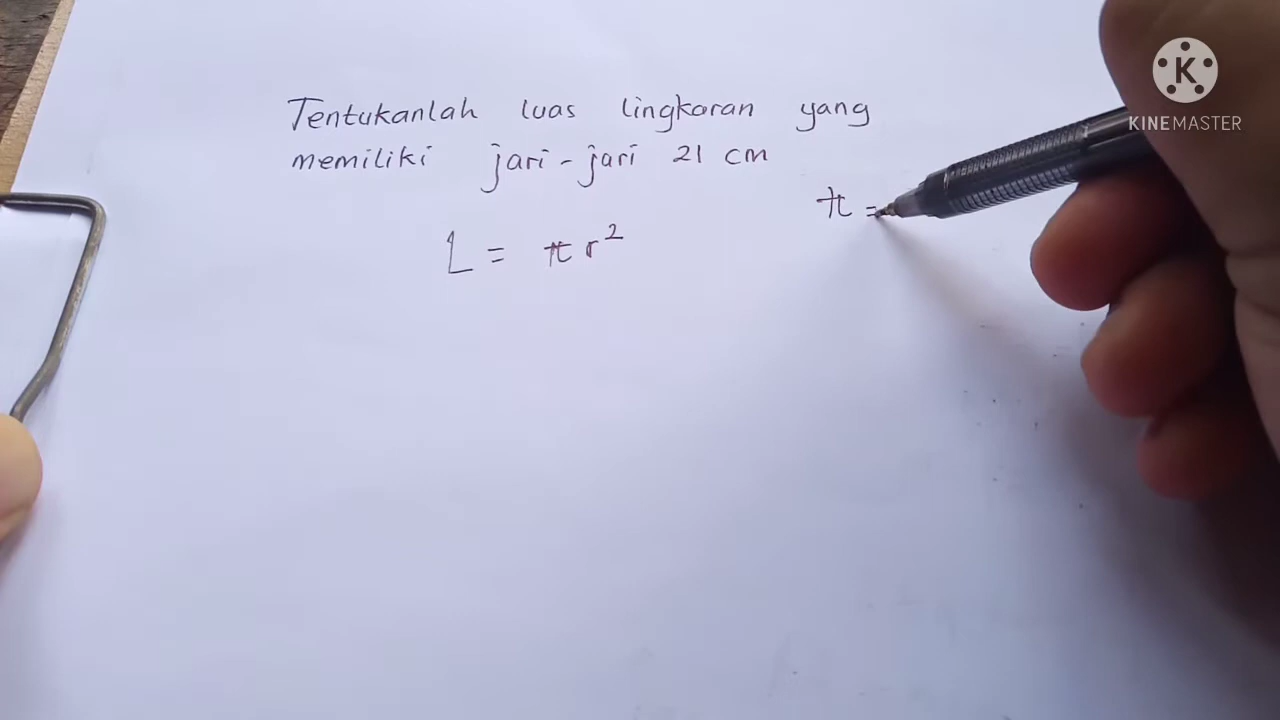 Tentukanlah luas lingkaran yang
memiliki jari-jari 21 cm
π =
L = πr²
K
KINEMASTER